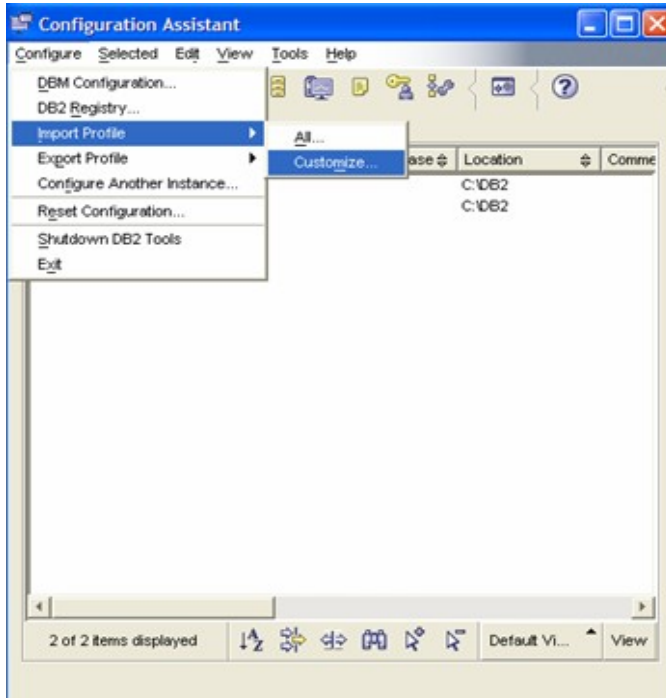 Configuration Assistant
Configure Selected Edit View Tools Help
DBM Configuration...
DB2 Registry...
Import Profile
All...
Export Profile
Customize...
ase Location Comme
Configure Another Instance...
C:\DB2
Reset Configuration...
C:\DB2
Shutdown DB2 Tools
Exit
2 of 2 items displayed
Default Vi... View